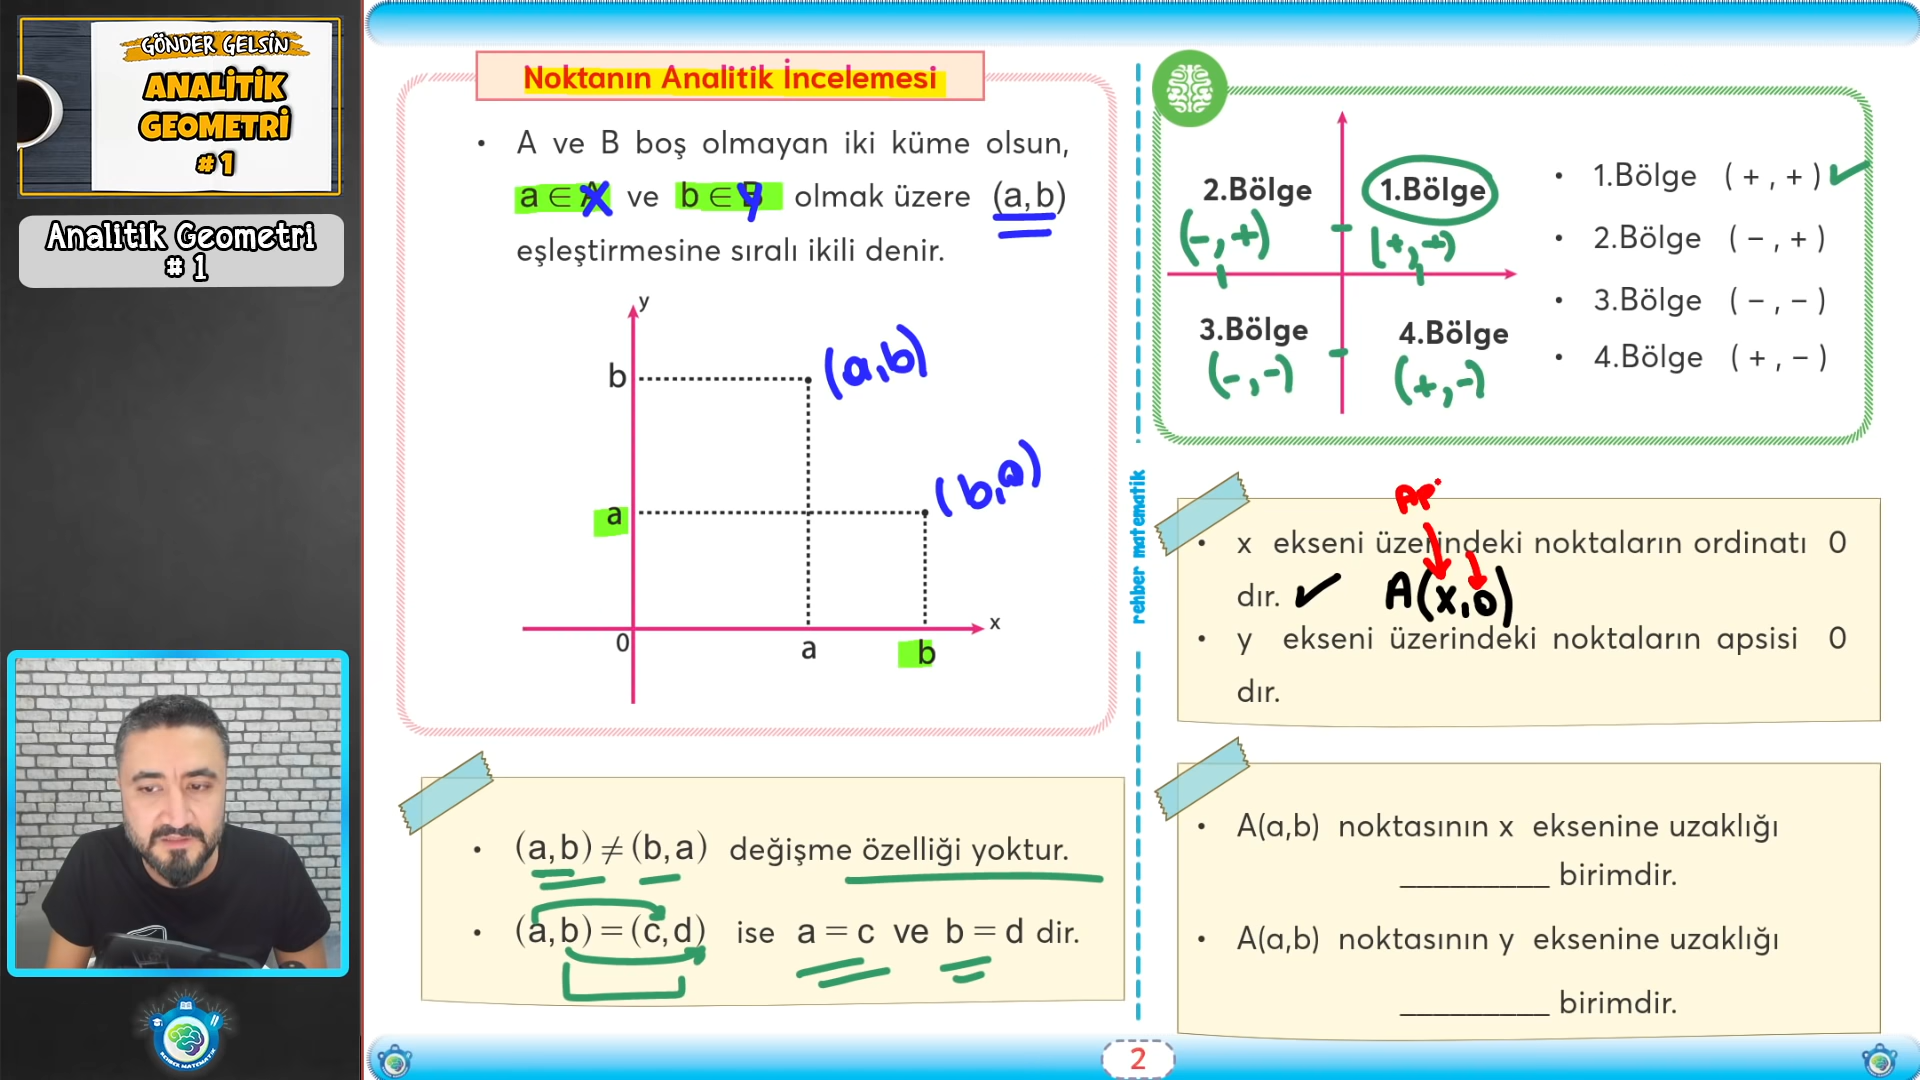 GÖNDER GELSİN
ANALİTİK
GEOMETRİ
#1
Analitik Geometri
#1
Noktanın Analitik İncelemesi
• A ve B boş olmayan iki küme olsun,
a ∈ A x ve b ∈ B y olmak üzere (a,b)
eşleştirmesine sıralı ikili denir.
y
b
(a,b)
(b,a)
a
x
0
a
b
• (a,b) ≠ (b,a) değişme özelliği yoktur.
• (a,b) = (c,d) ise a = c ve b = d dir.
rehber matematik
2.Bölge
1.Bölge
(-,+)
(+,+)
3.Bölge
4.Bölge
(-,-)
(+,-)
• 1.Bölge (+,+)
• 2.Bölge (−,+)
• 3.Bölge (−,−)
• 4.Bölge (+,−)
AP
• x ekseni üzerindeki noktaların ordinatı 0
dır. A(x,0)
• y ekseni üzerindeki noktaların apsisi 0
dır.
• A(a,b) noktasının x eksenine uzaklığı
_________ birimdir.
• A(a,b) noktasının y eksenine uzaklığı
_________ birimdir.
REHBER MATEMATİK
2